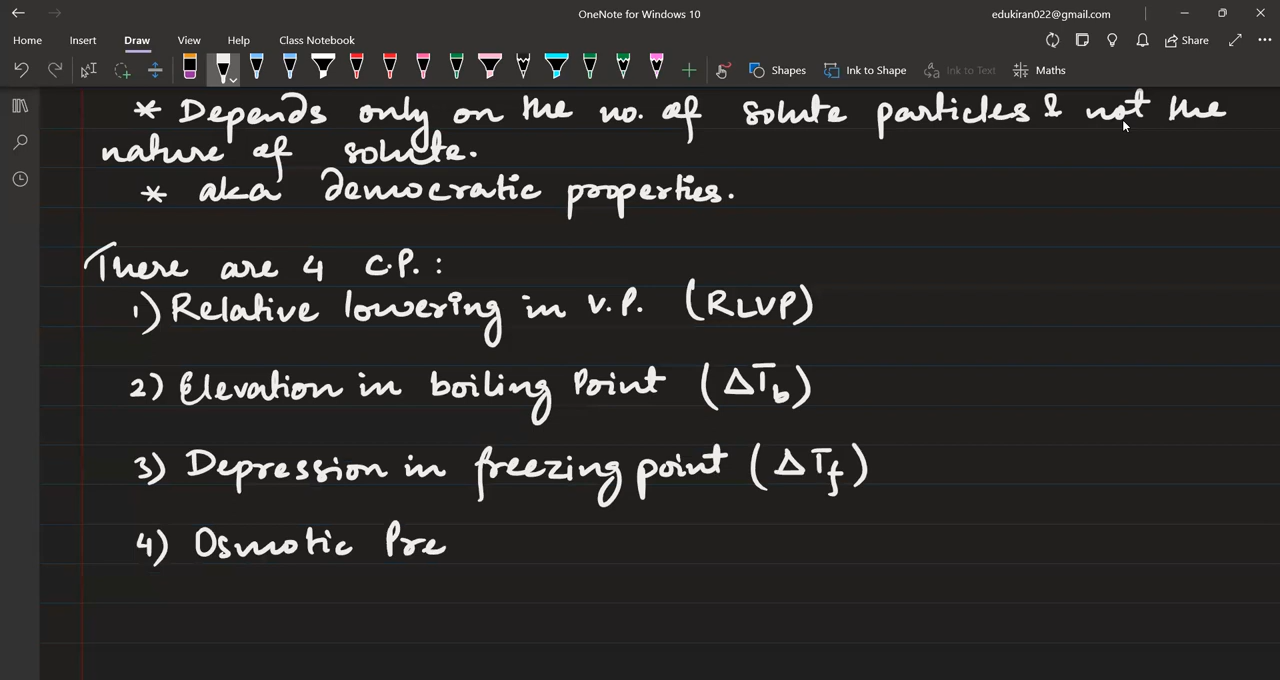 OneNote for Windows 10
edukiran022@gmail.com
Home Insert Draw View Help Class Notebook
Share
Shapes Ink to Shape Ink to Text Maths
* Depends only on the no. of solute particles & not the
nature of solute.
* aka democratic properties.
There are 4 C.P. :
1) Relative lowering in V.P. (RLVP)
2) Elevation in boiling Point (ΔTb)
3) Depression in freezing point (ΔTf)
4) Osmotic Pre